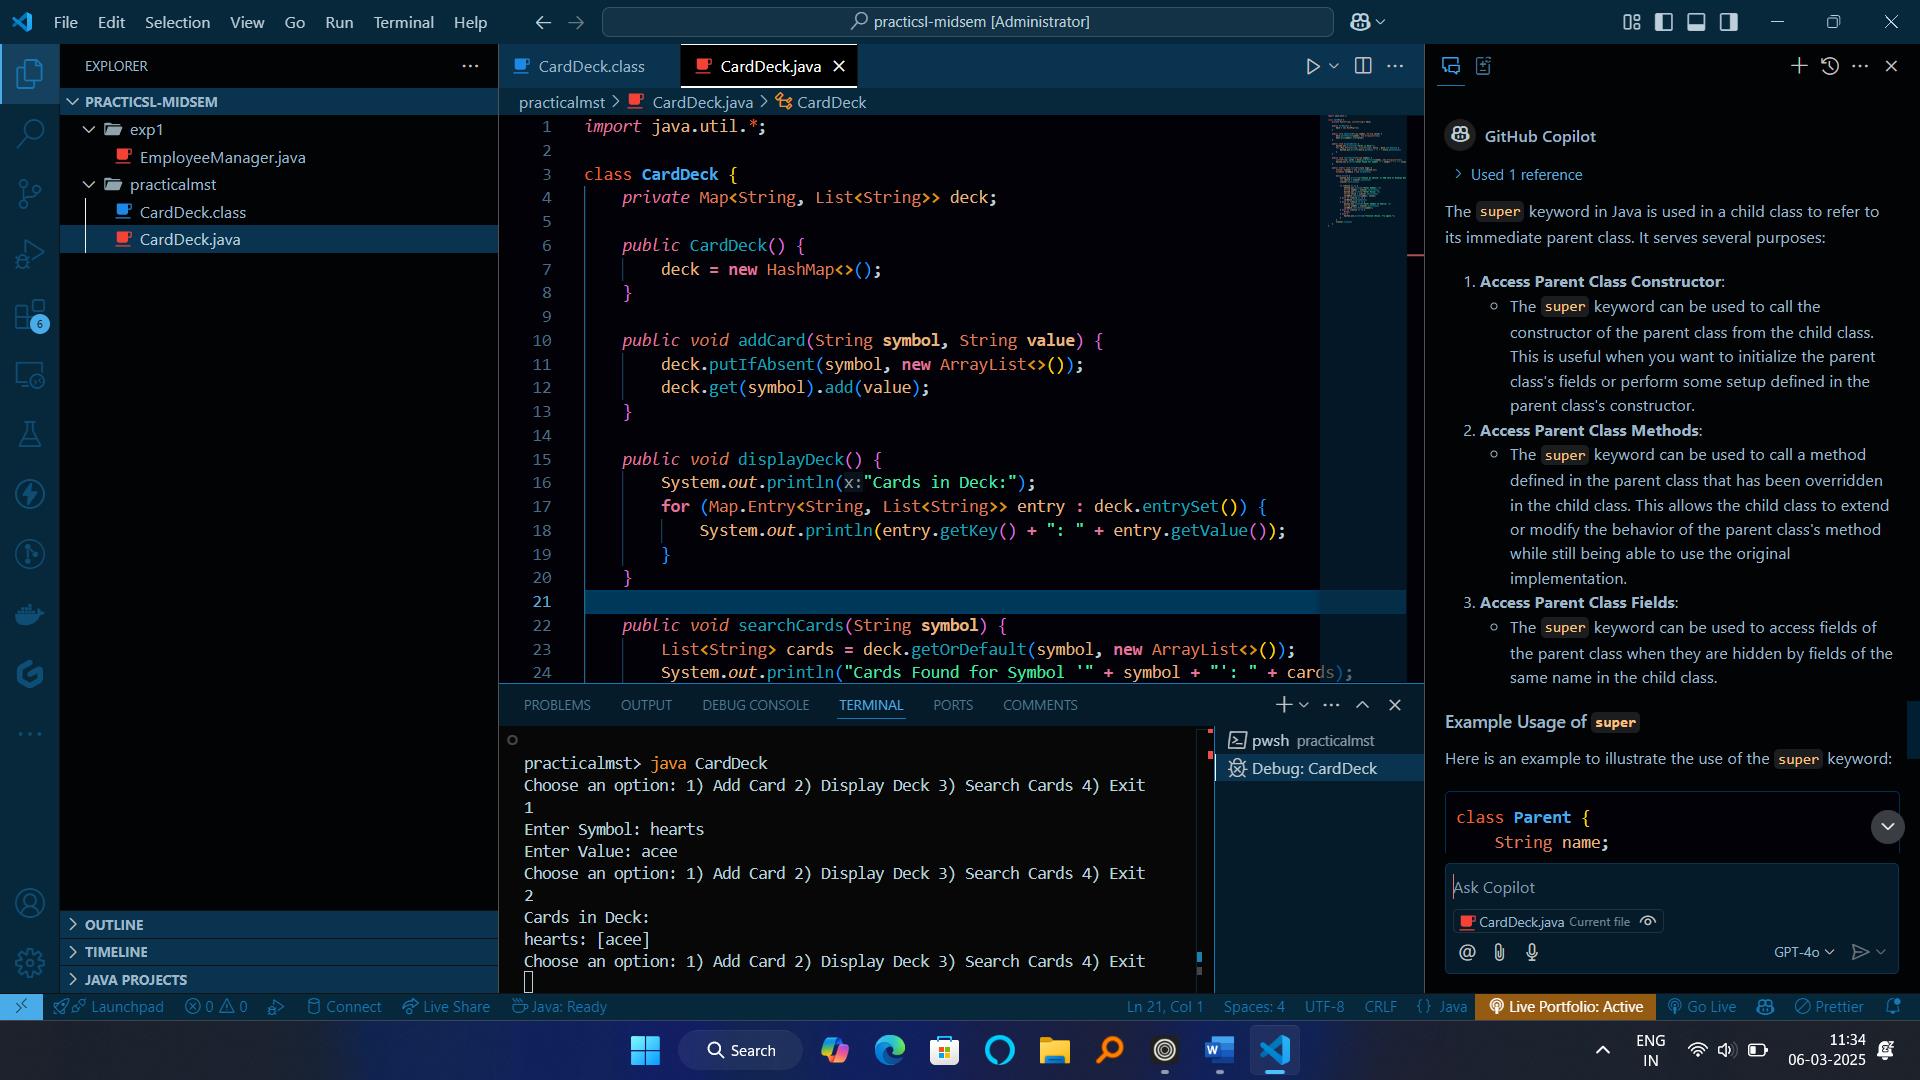 File Edit Selection View Go Run Terminal Help
practicsl-midsem [Administrator]
EXPLORER
PRACTICSL-MIDSEM
exp1
EmployeeManager.java
practicalmst
CardDeck.class
CardDeck.java
6
OUTLINE
TIMELINE
JAVA PROJECTS
CardDeck.class
CardDeck.java
practicalmst > CardDeck.java > CardDeck
1 import java.util.*;
2
3 class CardDeck {
4 private Map<String, List<String>> deck;
5
6 public CardDeck() {
7 deck = new HashMap<>();
8 }
9
10 public void addCard(String symbol, String value) {
11 deck.putIfAbsent(symbol, new ArrayList<>());
12 deck.get(symbol).add(value);
13 }
14
15 public void displayDeck() {
16 System.out.println(x:"Cards in Deck:");
17 for (Map.Entry<String, List<String>> entry : deck.entrySet()) {
18 System.out.println(entry.getKey() + ": " + entry.getValue());
19 }
20 }
21
22 public void searchCards(String symbol) {
23 List<String> cards = deck.getOrDefault(symbol, new ArrayList<>());
24 System.out.println("Cards Found for Symbol '" + symbol + "': " + cards);
PROBLEMS OUTPUT DEBUG CONSOLE TERMINAL PORTS COMMENTS
practicalmst> java CardDeck
Choose an option: 1) Add Card 2) Display Deck 3) Search Cards 4) Exit
1
Enter Symbol: hearts
Enter Value: acee
Choose an option: 1) Add Card 2) Display Deck 3) Search Cards 4) Exit
2
Cards in Deck:
hearts: [acee]
Choose an option: 1) Add Card 2) Display Deck 3) Search Cards 4) Exit
pwsh practicalmst
Debug: CardDeck
GitHub Copilot
Used 1 reference
The super keyword in Java is used in a child class to refer to
its immediate parent class. It serves several purposes:
1. Access Parent Class Constructor:
The super keyword can be used to call the
constructor of the parent class from the child class.
This is useful when you want to initialize the parent
class's fields or perform some setup defined in the
parent class's constructor.
2. Access Parent Class Methods:
The super keyword can be used to call a method
defined in the parent class that has been overridden
in the child class. This allows the child class to extend
or modify the behavior of the parent class's method
while still being able to use the original
implementation.
3. Access Parent Class Fields:
The super keyword can be used to access fields of
the parent class when they are hidden by fields of the
same name in the child class.
Example Usage of super
Here is an example to illustrate the use of the super keyword:
class Parent {
String name;
Ask Copilot
CardDeck.java Current file
@ GPT-4o
Launchpad 0 0 Connect Live Share Java: Ready Ln 21, Col 1 Spaces: 4 UTF-8 CRLF {} Java Live Portfolio: Active Go Live Prettier
Search
ENG
IN
11:34
06-03-2025